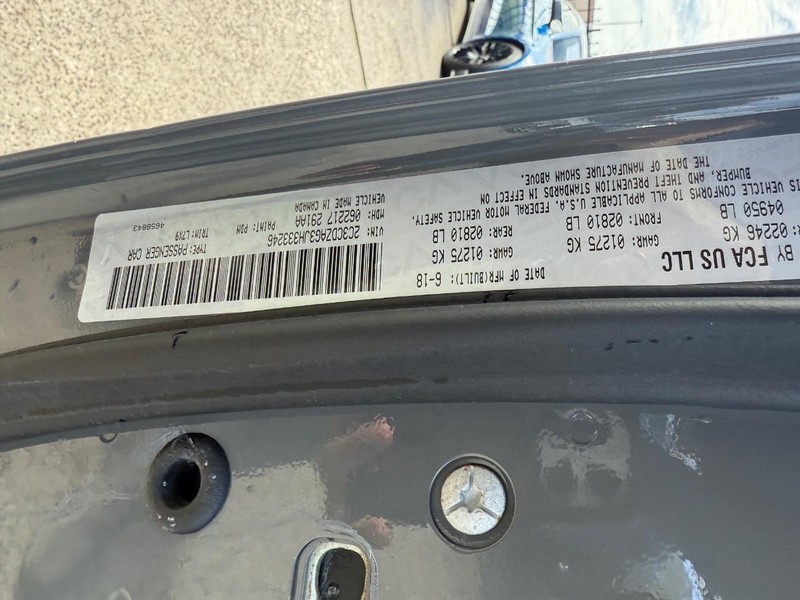 BY FCA US LLC
DATE OF MFR(BUILT): 6-18
02246 KG
GAWR: 01275 KG
GAWR: 01275 KG
04950 LB
FRONT: 02810 LB
REAR: 02810 LB
VEHICLE CONFORMS TO ALL APPLICABLE U.S.A. FEDERAL MOTOR VEHICLE SAFETY,
BUMPER, AND THEFT PREVENTION STANDARDS IN EFFECT ON
THE DATE OF MANUFACTURE SHOWN ABOVE.
VIN: TYPE: PASSENGER CAR
2C3CDZAG3JH333246
PAINT: PDN TRIM: L7X9
MDH: 062217 291AA
VEHICLE MADE IN CANADA 4658843